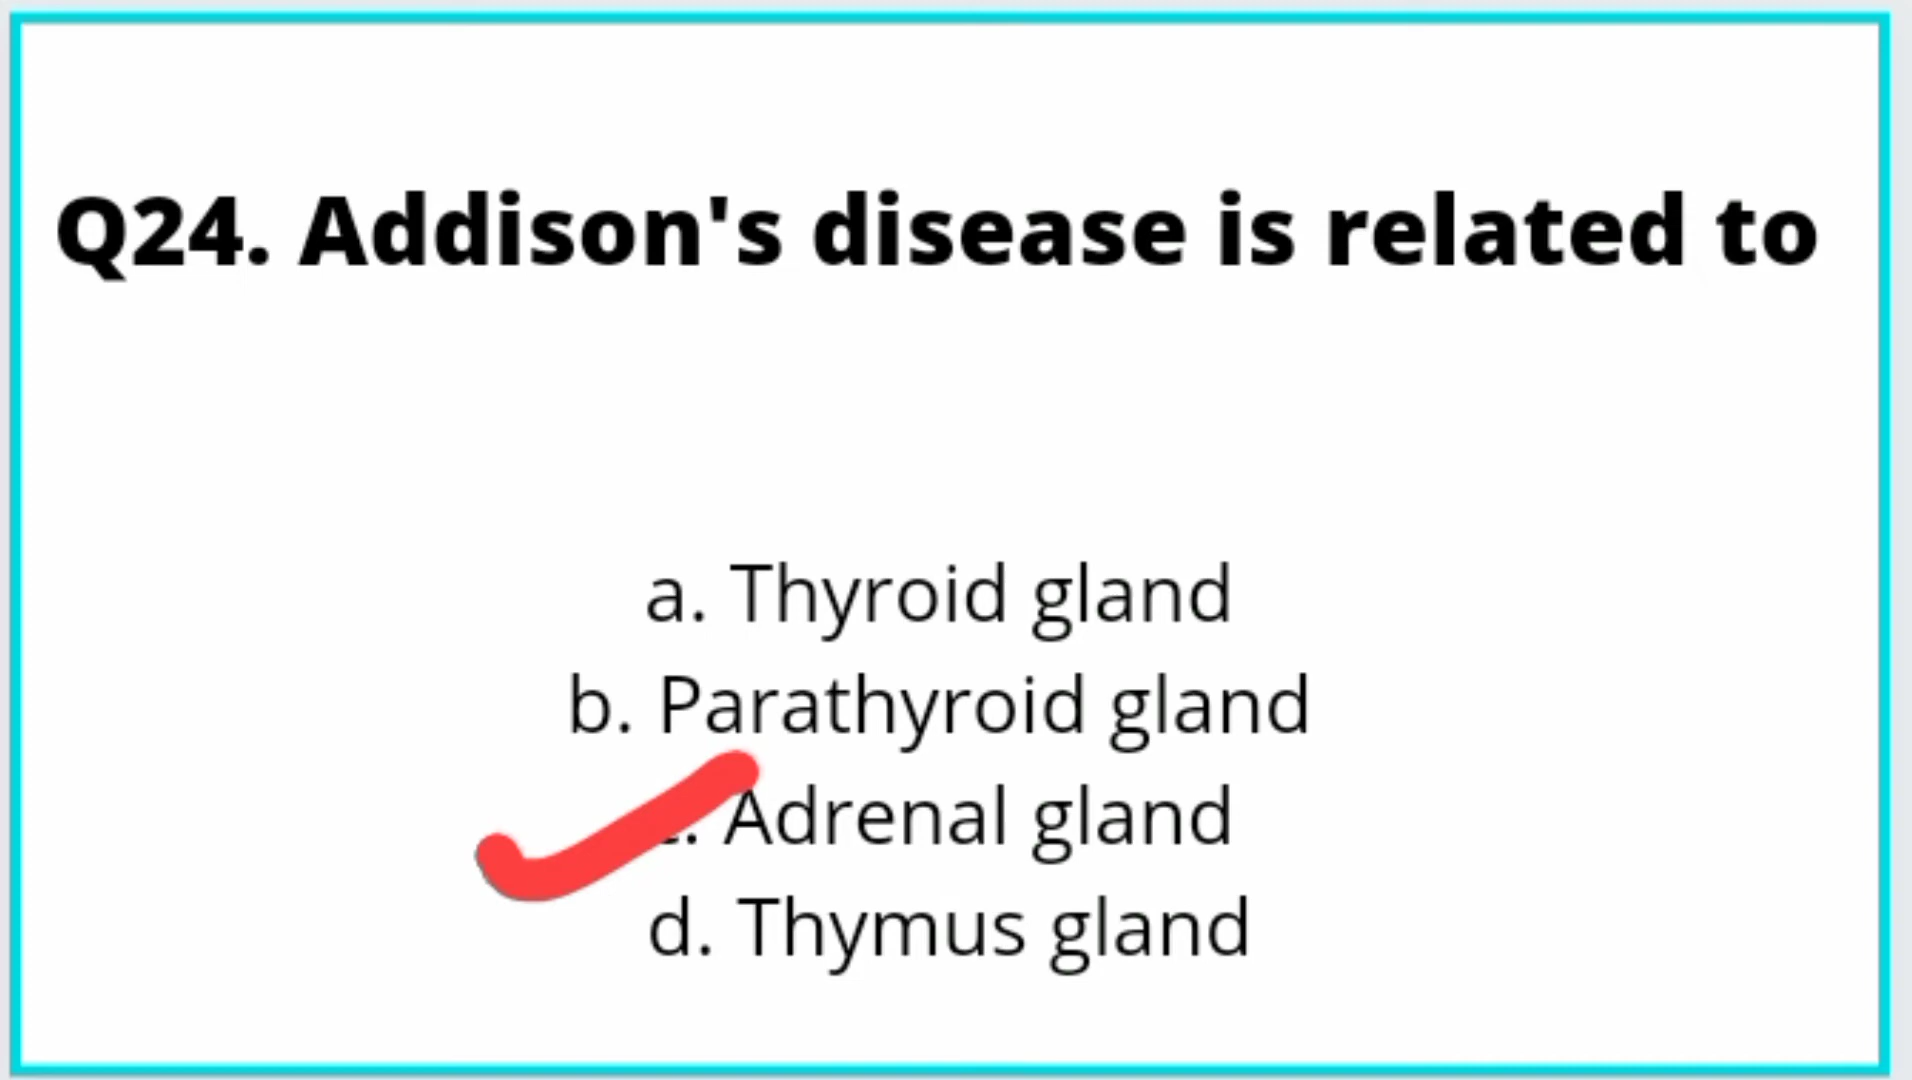 Q24. Addison's disease is related to
a. Thyroid gland
b. Parathyroid gland
c. Adrenal gland
d. Thymus gland